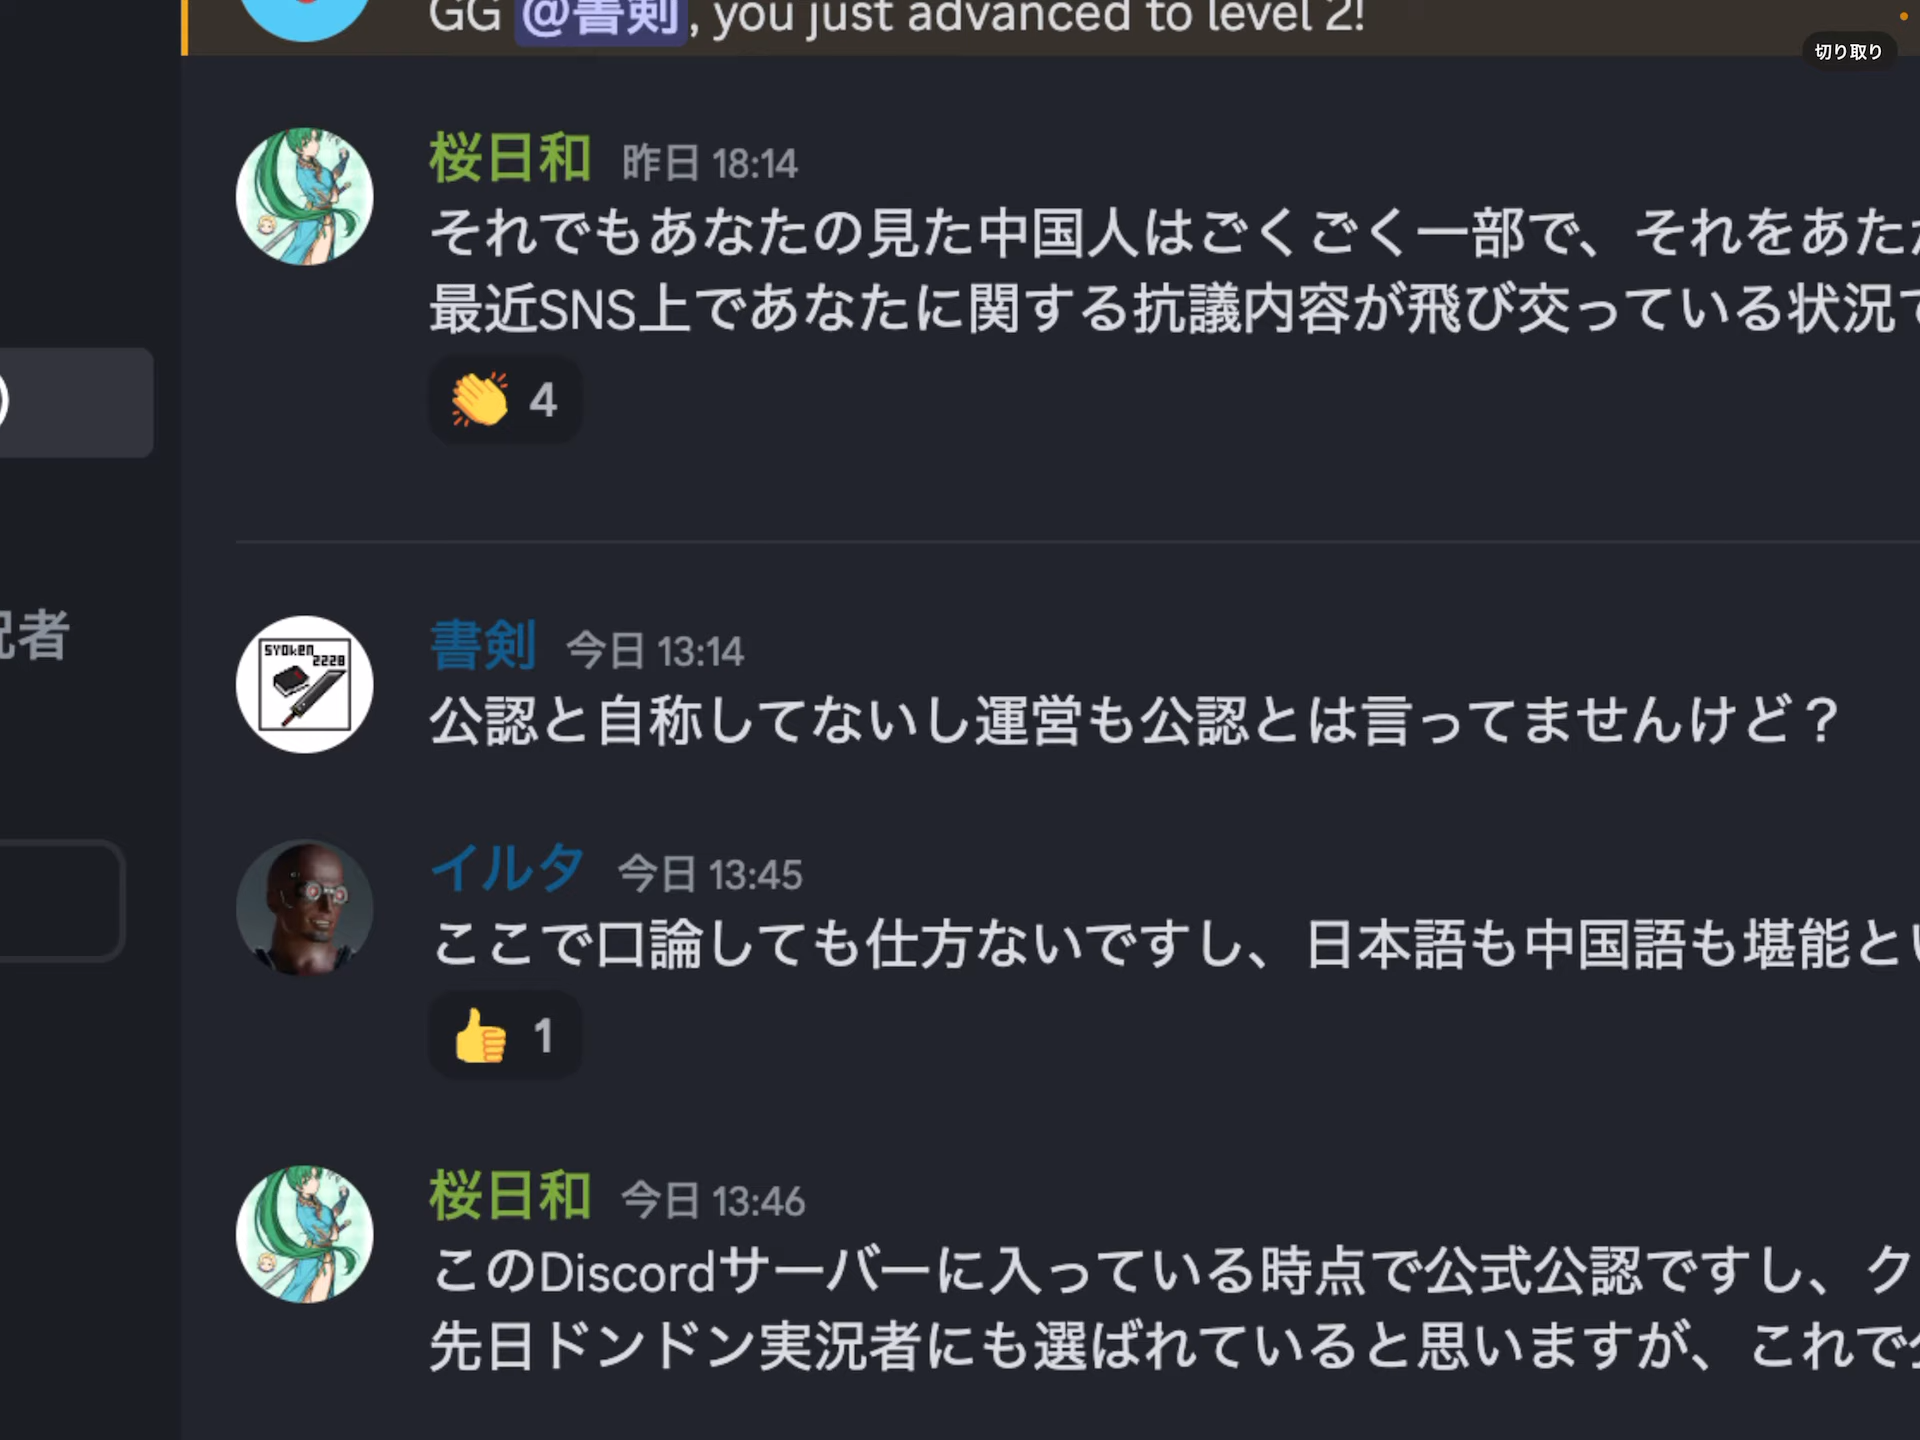 GG @書剣, you just advanced to level 2!
切り取り
桜日和 昨日 18:14
それでもあなたの見た中国人はごくごく一部で、それをあた
最近SNS上であなたに関する抗議内容が飛び交っている状況で
👏 4
況者
書剣 今日 13:14
SYOKEN
2228
公認と自称してないし運営も公認とは言ってませんけど？
イルタ 今日 13:45
ここで口論しても仕方ないですし、日本語も中国語も堪能とい
👍 1
桜日和 今日 13:46
このDiscordサーバーに入っている時点で公式公認ですし、ク
先日ドンドン実況者にも選ばれていると思いますが、これで